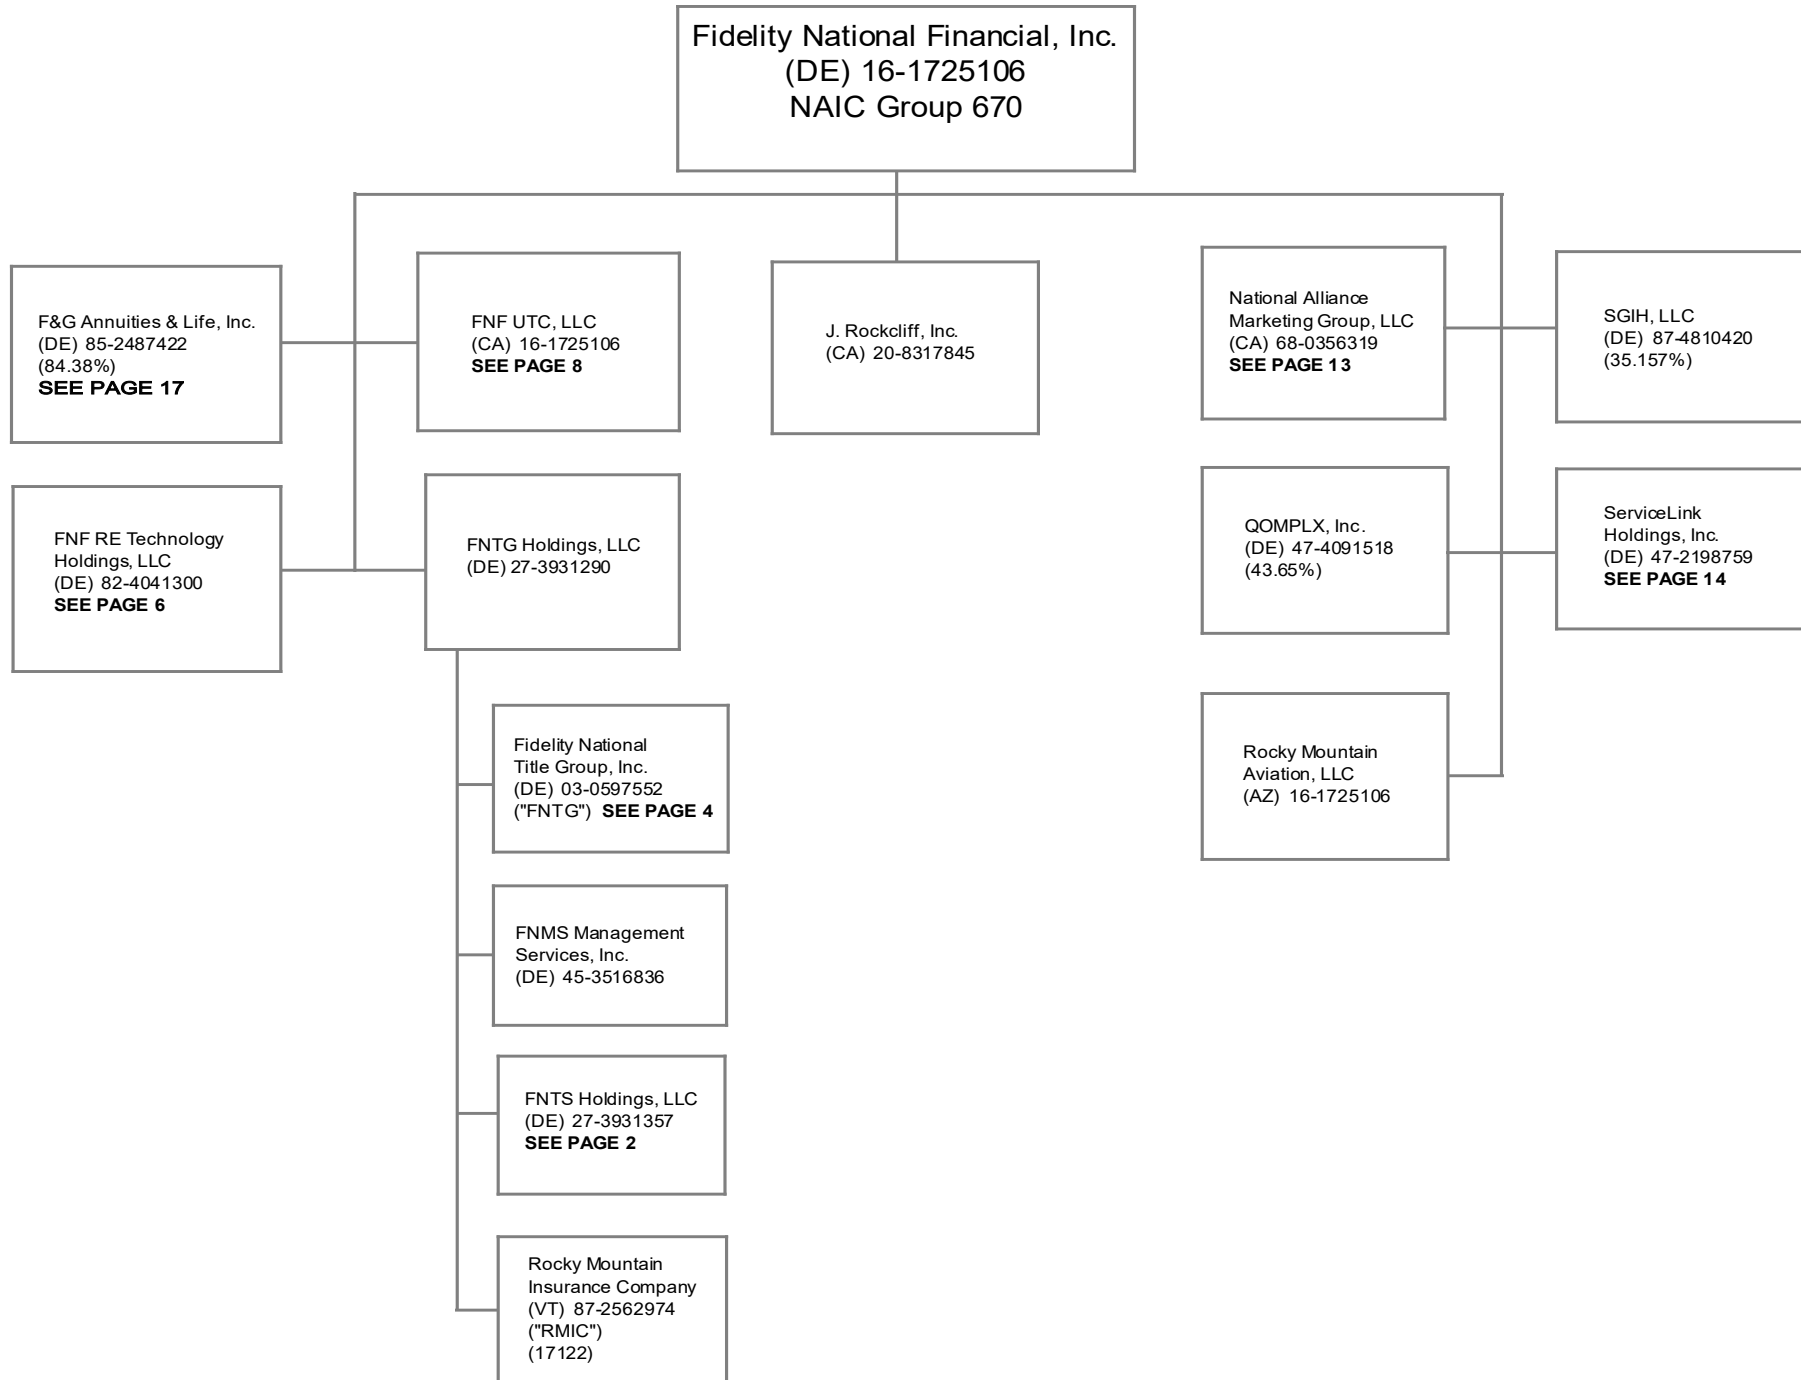 Fidelity National Financial, Inc.
(DE) 16-1725106
NAIC Group 670
F&G Annuities & Life, Inc.
(DE) 85-2487422
(84.38%)
SEE PAGE 17
FNF UTC, LLC
(CA) 16-1725106
SEE PAGE 8
J. Rockcliff, Inc.
(CA) 20-8317845
National Alliance
Marketing Group, LLC
(CA) 68-0356319
SEE PAGE 13
SGIH, LLC
(DE) 87-4810420
(35.157%)
FNF RE Technology
Holdings, LLC
(DE) 82-4041300
SEE PAGE 6
FNTG Holdings, LLC
(DE) 27-3931290
QOMPLX, Inc.
(DE) 47-4091518
(43.65%)
ServiceLink
Holdings, Inc.
(DE) 47-2198759
SEE PAGE 14
Fidelity National
Title Group, Inc.
(DE) 03-0597552
("FNTG") SEE PAGE 4
Rocky Mountain
Aviation, LLC
(AZ) 16-1725106
FNMS Management
Services, Inc.
(DE) 45-3516836
FNTS Holdings, LLC
(DE) 27-3931357
SEE PAGE 2
Rocky Mountain
Insurance Company
(VT) 87-2562974
("RMIC")
(17122)